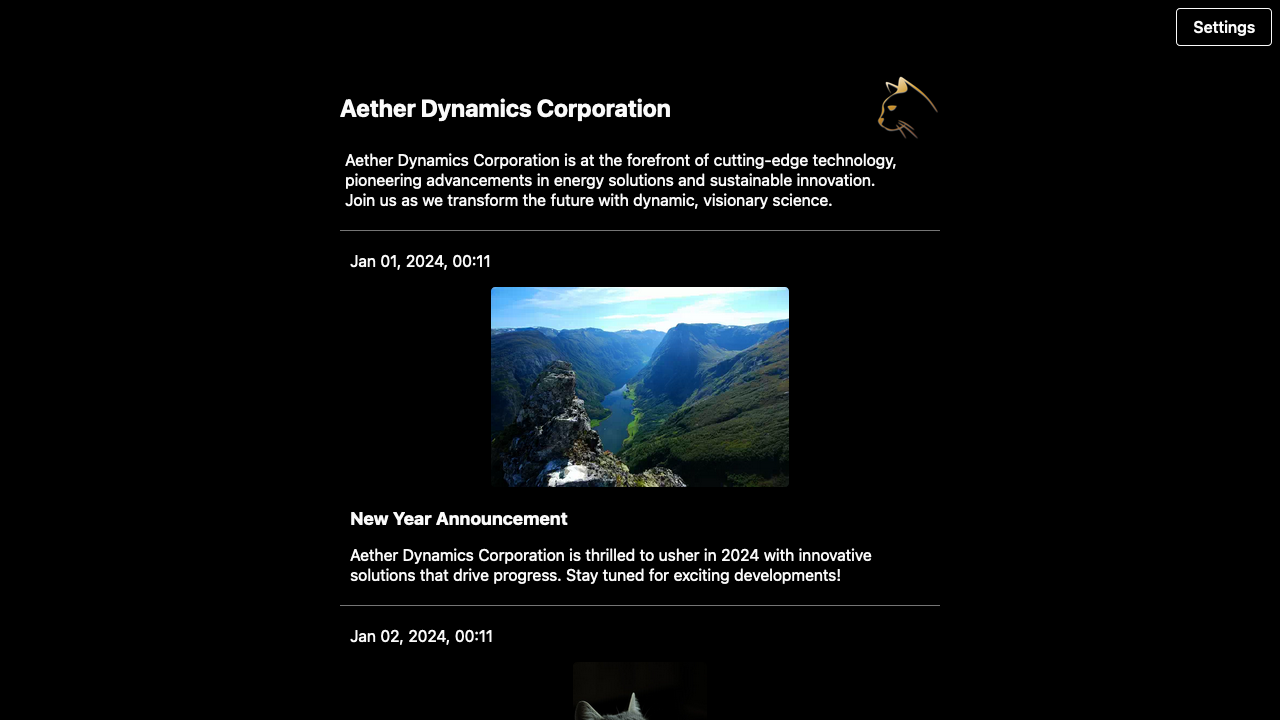 Settings
Aether Dynamics Corporation
Aether Dynamics Corporation is at the forefront of cutting-edge technology,
pioneering advancements in energy solutions and sustainable innovation.
Join us as we transform the future with dynamic, visionary science.
Jan 01, 2024, 00:11
New Year Announcement
Aether Dynamics Corporation is thrilled to usher in 2024 with innovative
solutions that drive progress. Stay tuned for exciting developments!
Jan 02, 2024, 00:11